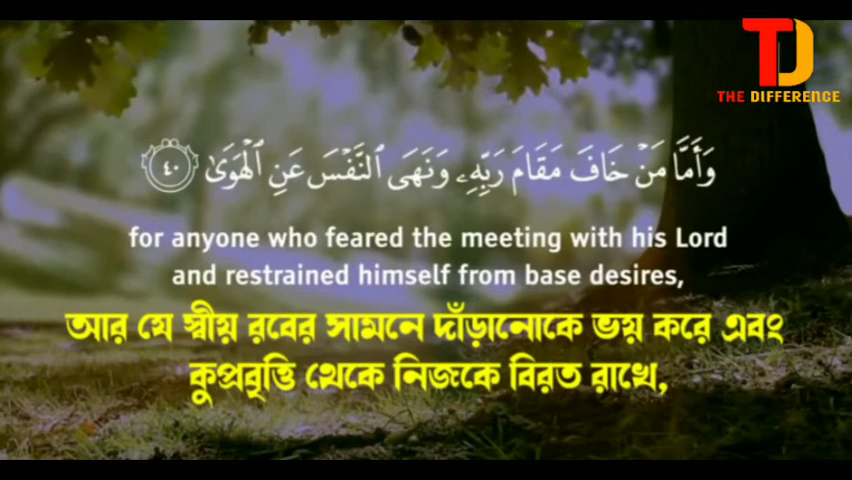 TD
THE DIFFERENCE
وَأَمَّا مَنْ خَافَ مَقَامَ رَبِّهِۦ وَنَهَى ٱلنَّفْسَ عَنِ ٱلْهَوَىٰ ٤٠
for anyone who feared the meeting with his Lord
and restrained himself from base desires,
আর যে স্বীয় রবের সামনে দাঁড়ানোকে ভয় করে এবং
কুপ্রবৃত্তি থেকে নিজকে বিরত রাখে,